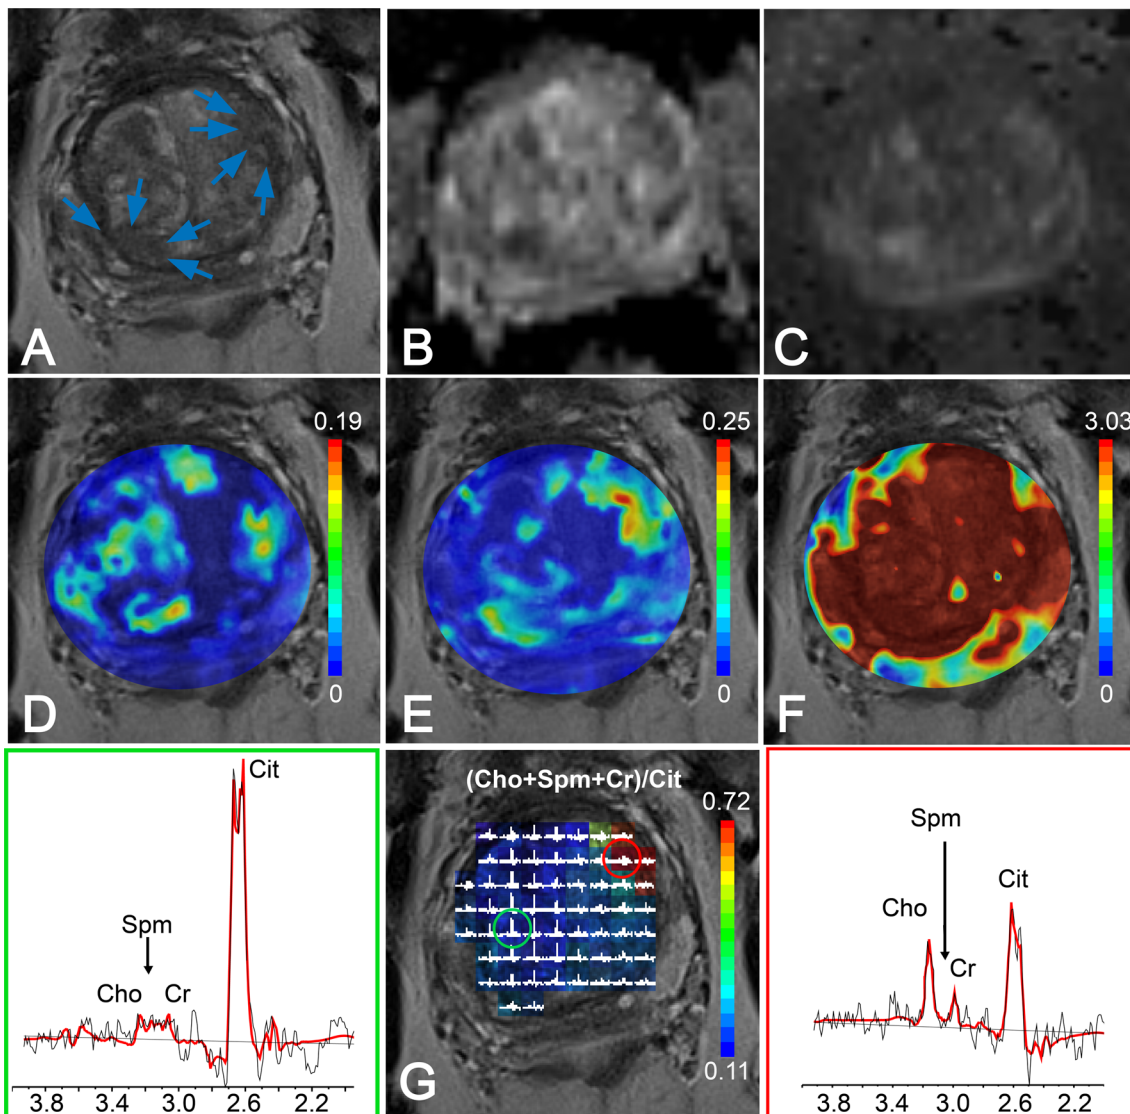 A
B
C
0.19
0
D
0.25
0
E
3.03
0
F
Cit
Spm
Cho
Cr
3.8
3.4
3.0
2.6
2.2
(Cho+Spm+Cr)/Cit
0.72
0.11
G
Spm
Cit
Cho
Cr
3.8
3.4
3.0
2.6
2.2